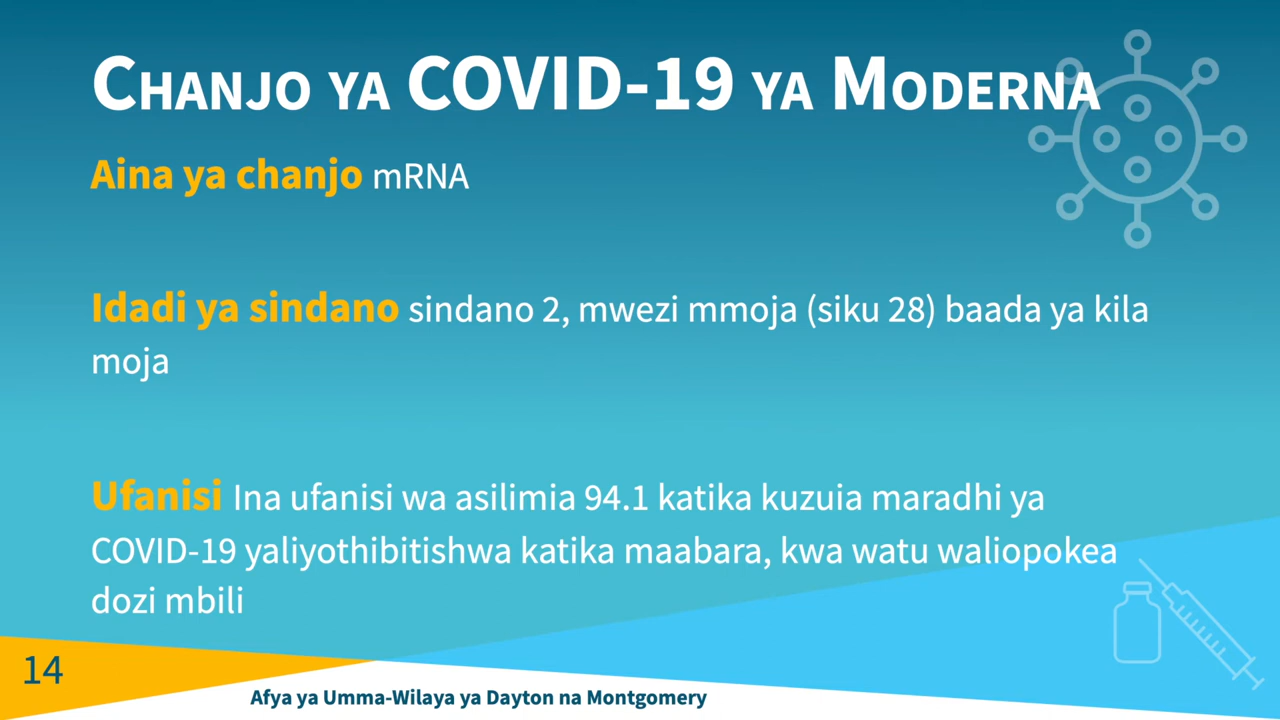 Chanjo ya COVID-19 ya Moderna
Aina ya chanjo mRNA
Idadi ya sindano sindano 2, mwezi mmoja (siku 28) baada ya kila
moja
Ufanisi Ina ufanisi wa asilimia 94.1 katika kuzuia maradhi ya
COVID-19 yaliyothibitishwa katika maabara, kwa watu waliopokea
dozi mbili
14
Afya ya Umma-Wilaya ya Dayton na Montgomery